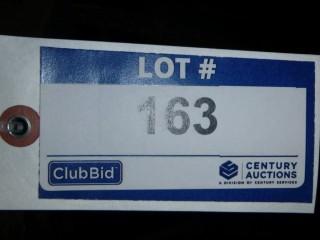 LOT #
163
ClubBid
CENTURY
AUCTIONS
A DIVISION OF CENTURY SERVICES